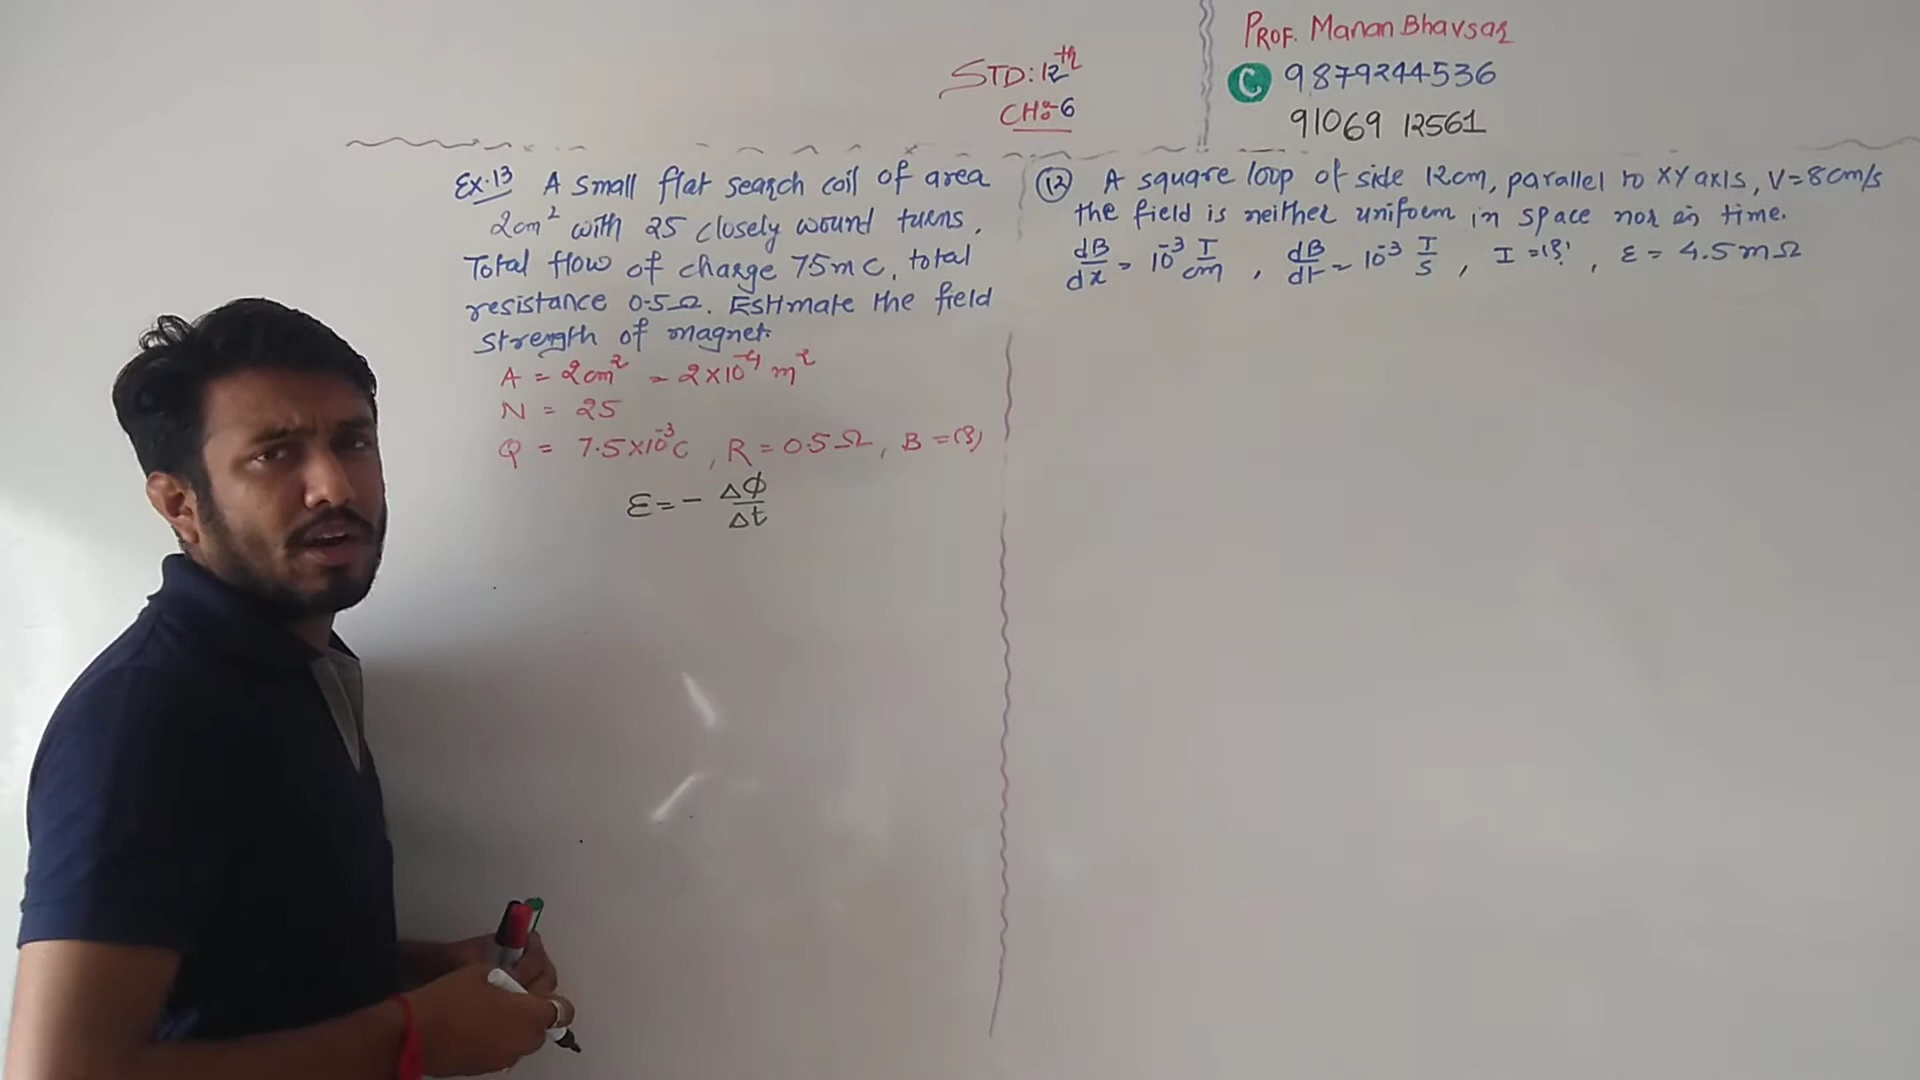 PROF. Manan Bhavsar
STD: 12th
C 9879244536
CH:-6
91069 12561
Ex.13 A small flat search coil of area
2cm² with 25 closely wound turns.
Total flow of charge 75mC, total
resistance 0.5Ω. Estimate the field
strength of magnet.
A = 2cm² = 2×10⁻⁴ m²
N = 25
Q = 7.5×10⁻³C, R = 0.5Ω, B = (?)
ε = - Δϕ/Δt
(12) A square loop of side 12cm, parallel to XY axis, V=8cm/s
the field is neither uniform in space nor in time.
dB/dx = 10⁻³ T/cm, dB/dt = 10⁻³ T/s, I = (?), ε = 4.5mΩ